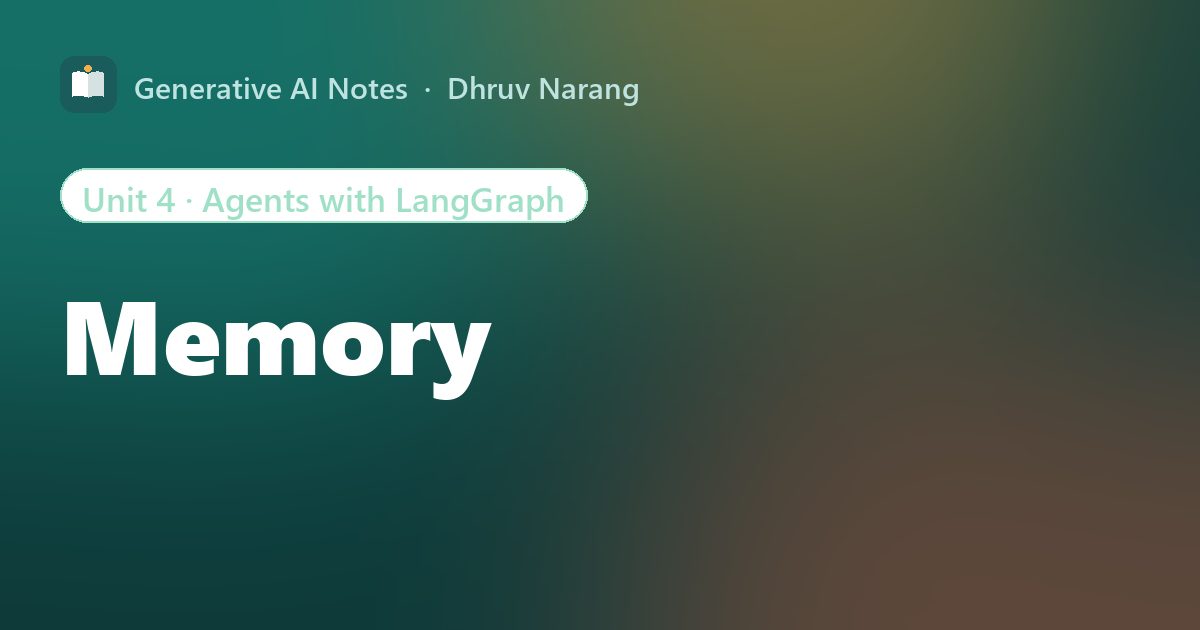 Generative AI Notes · Dhruv Narang
Unit 4 · Agents with LangGraph
Memory